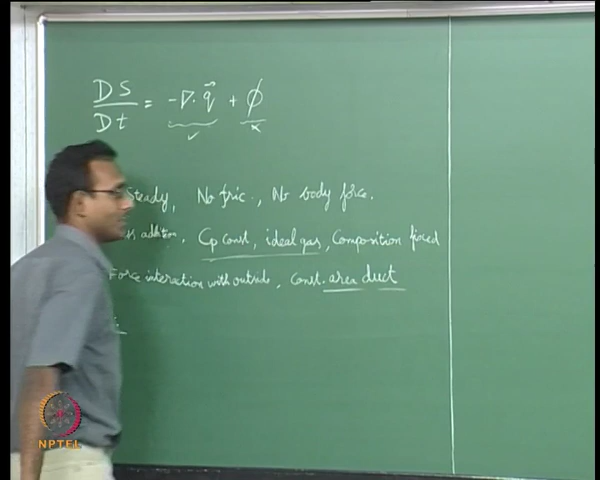 DS/Dt = -∇·q⃗ + ϕ
✓ x
Steady, No fric., No body force.
addition, Cp const, ideal gas, Composition fixed
Force interaction with outside, const. area duct
NPTEL